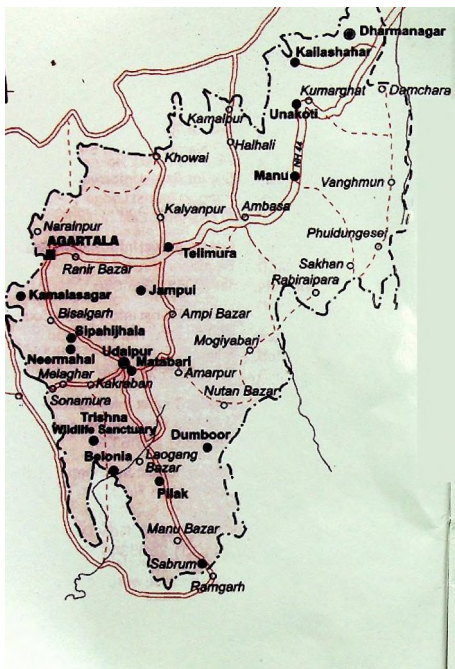 Dharmanagar
Kailashahar
Kumarghat
Damchara
Unakoti
Kamalpur
Halhali
NH 44
Khowai
Manu
Vanghmun
Kalyanpur
Ambasa
Narainpur
AGARTALA
Phuidungesei
Telimura
Ranir Bazar
Sakhan
Rabiraipara
Kamalasagar
Jampui
Bisalgarh
Ampi Bazar
Sipahijhala
Mogiyabari
Neermahal
Udaipur
Matabari
Melaghar
Kakraban
Amarpur
Sonamura
Nutan Bazar
Trishna
Wildlife Sanctuary
Dumboor
Belonia
Laogang
Bazar
Pilak
Manu Bazar
Sabrum
Ramgarh